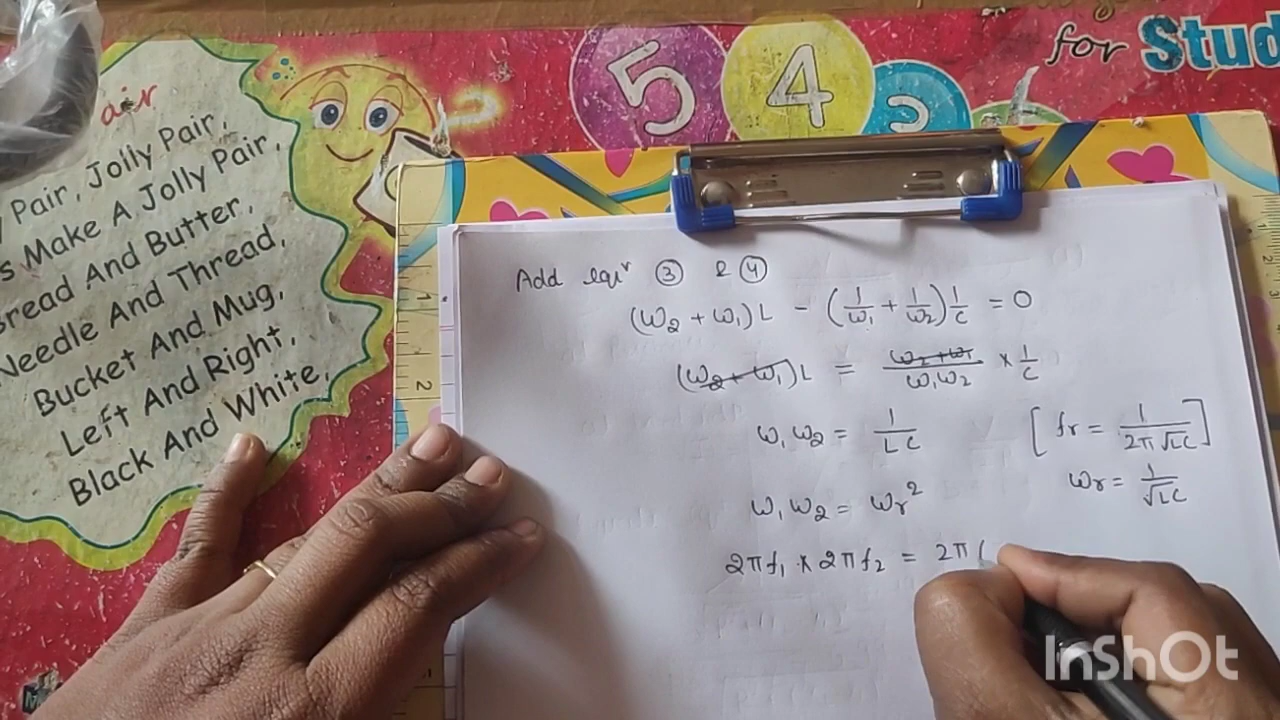 for Stud
5 4 3
air
Pair, Jolly Pair,
s Make A Jolly Pair,
Bread And Butter,
Needle And Thread,
Bucket And Mug,
Left And Right,
Black And White,
Add eqnʳ ③ & ④
(ω₂ + ω₁)L - (1/ω₁ + 1/ω₂) 1/C = 0
(ω₂ + ω₁)L = (ω₂ + ω₁)/(ω₁ω₂) × 1/C
ω₁ω₂ = 1/LC [fr = 1/(2π√LC)]
ω₁ω₂ = ωr² ωr = 1/√LC
2πf₁ × 2πf₂ = 2π
InShOt